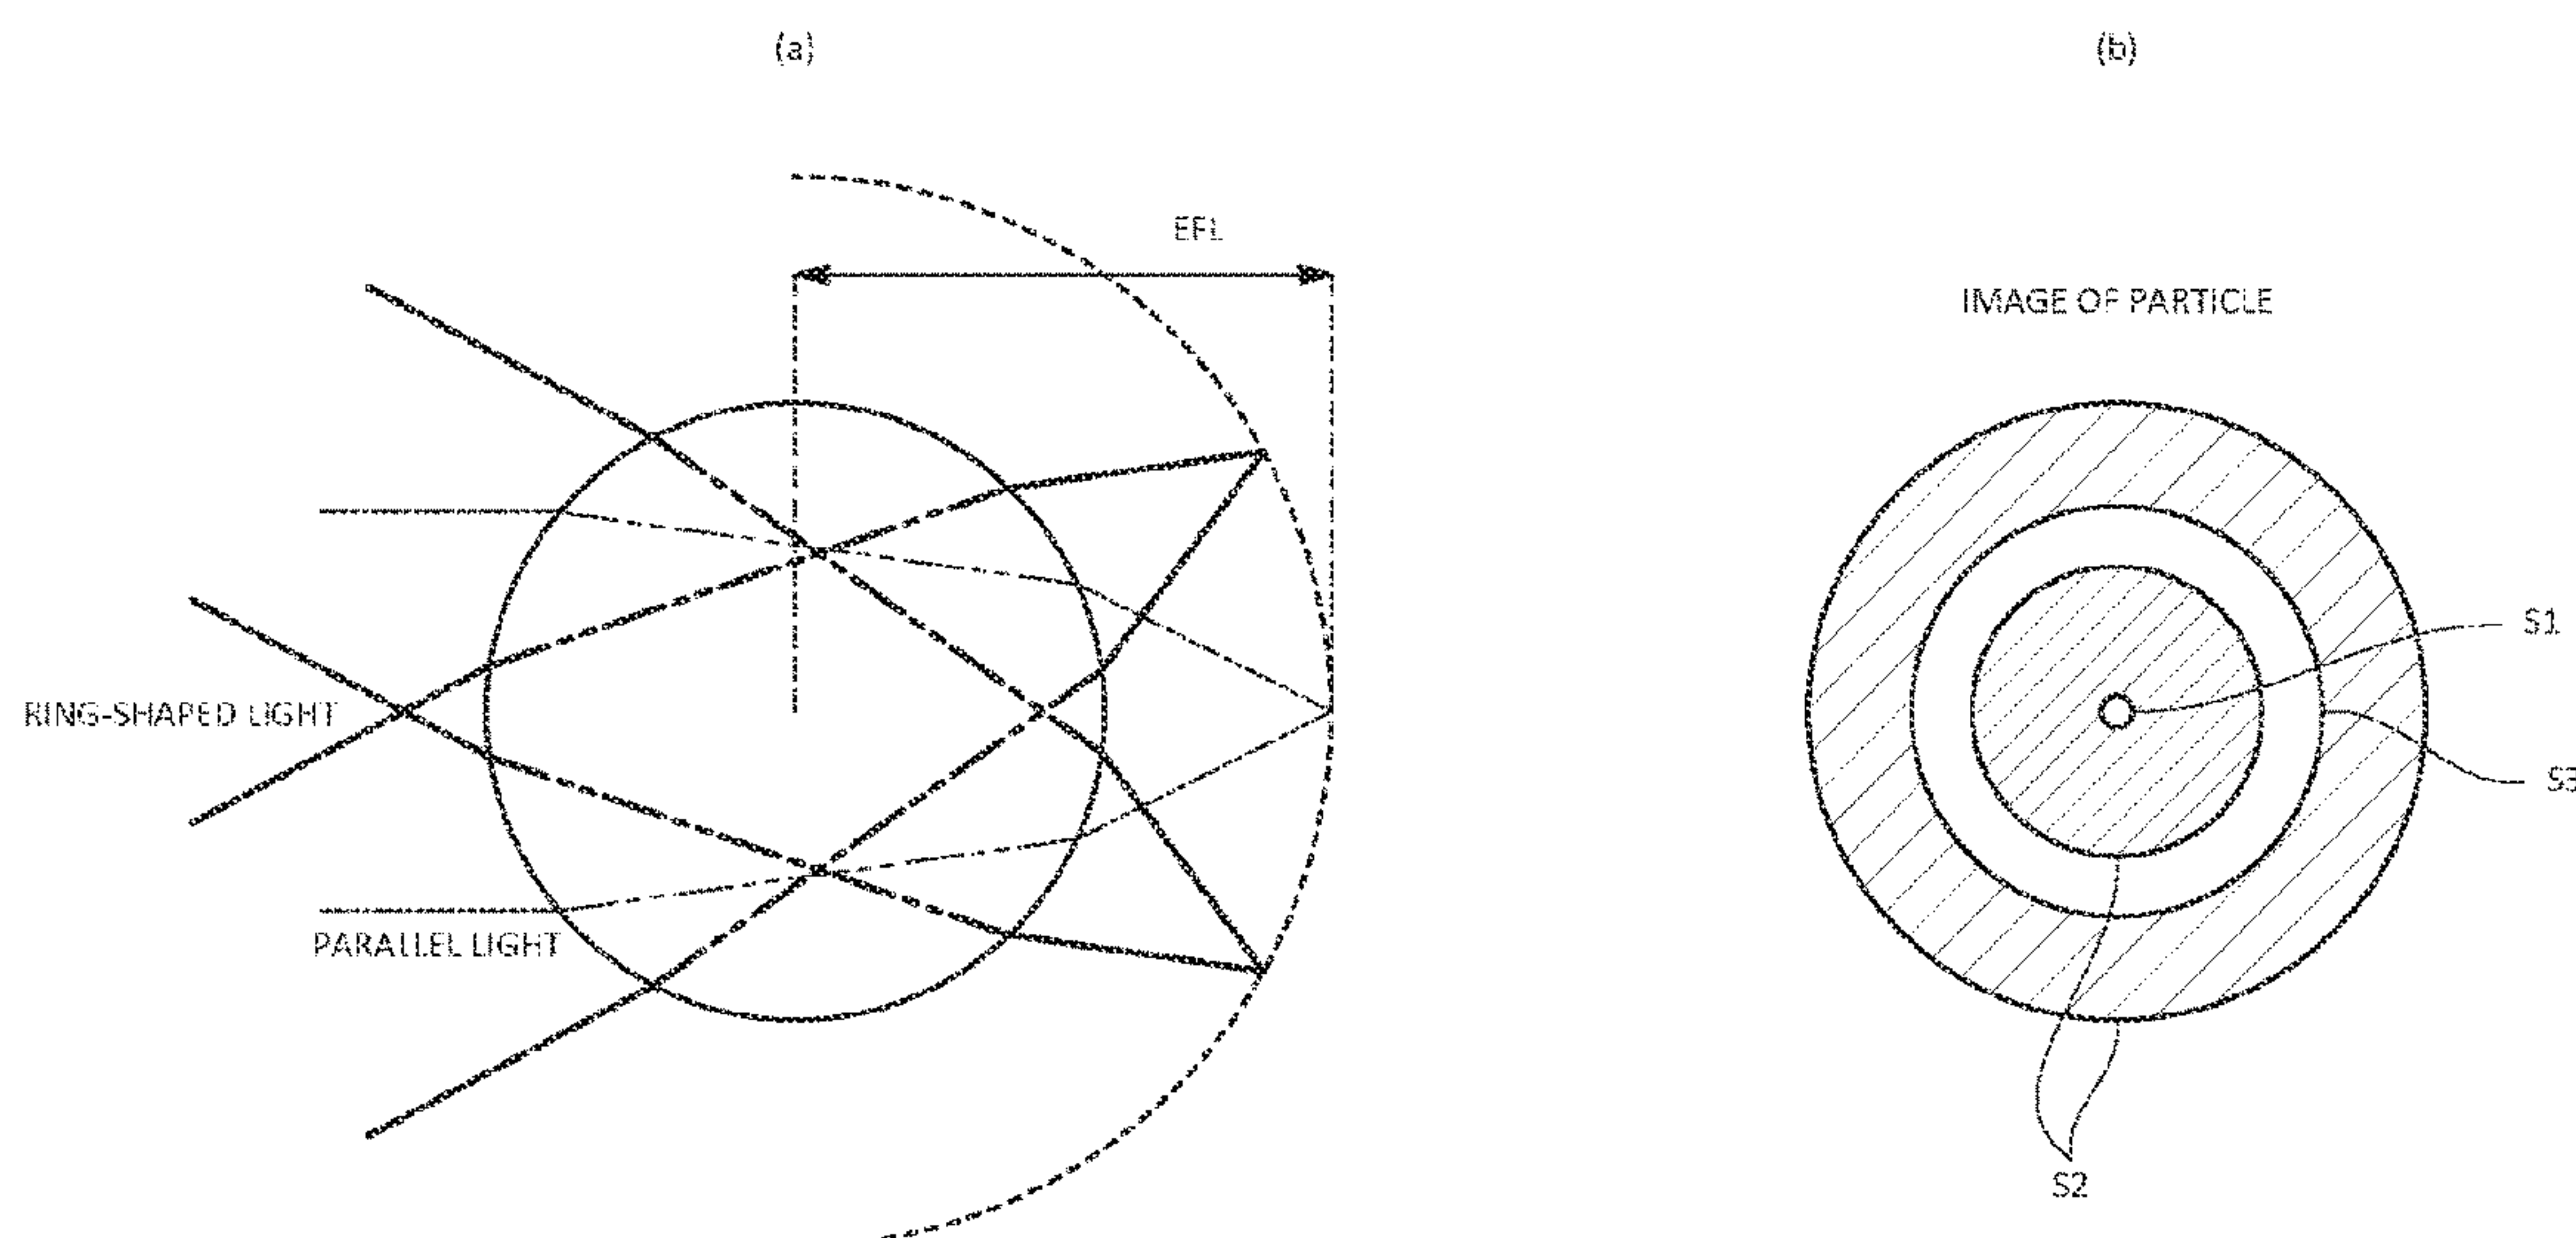 (a)
(b)
EFL
IMAGE OF PARTICLE
S1
RING-SHAPED LIGHT
S3
PARALLEL LIGHT
S2